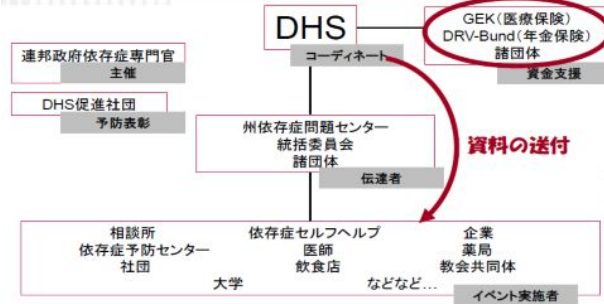 DHS
コーディネート
GEK(医療保険)
DRV-Bund(年金保険)
諸団体
資金支援
連邦政府依存症専門官
主催
DHS促進社団
予防表彰
州依存症問題センター
統括委員会
諸団体
伝達者
資料の送付
相談所 依存症セルフヘルプ 企業
依存症予防センター 医師 薬局
社団 飲食店 教会共同体
大学 などなど…
イベント実施者